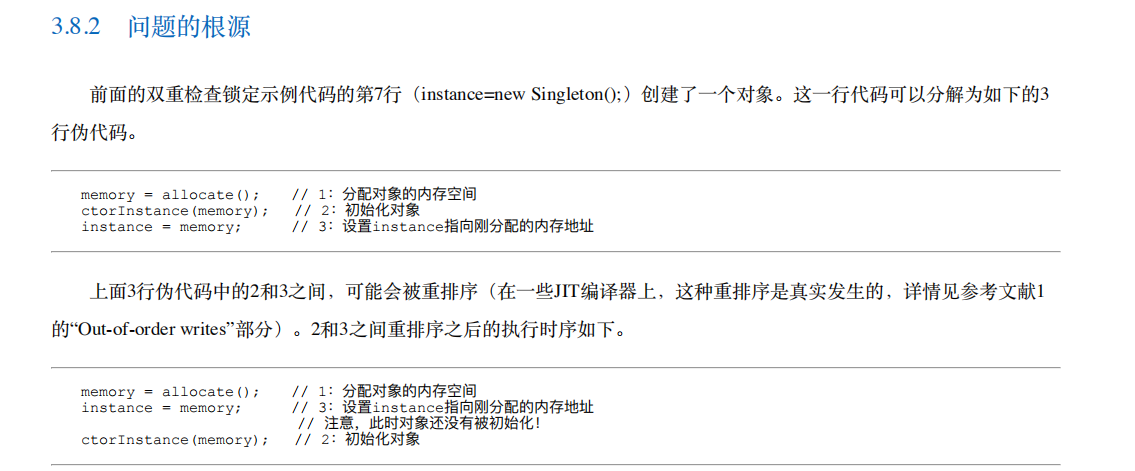 3.8.2 问题的根源
前面的双重检查锁定示例代码的第7行（instance=new Singleton();）创建了一个对象。这一行代码可以分解为如下的3
行伪代码。
memory = allocate(); // 1：分配对象的内存空间
ctorInstance(memory); // 2：初始化对象
instance = memory; // 3：设置instance指向刚分配的内存地址
上面3行伪代码中的2和3之间，可能会被重排序（在一些JIT编译器上，这种重排序是真实发生的，详情见参考文献1
的“Out-of-order writes”部分）。2和3之间重排序之后的执行时序如下。
memory = allocate(); // 1：分配对象的内存空间
instance = memory; // 3：设置instance指向刚分配的内存地址
// 注意，此时对象还没有被初始化！
ctorInstance(memory); // 2：初始化对象